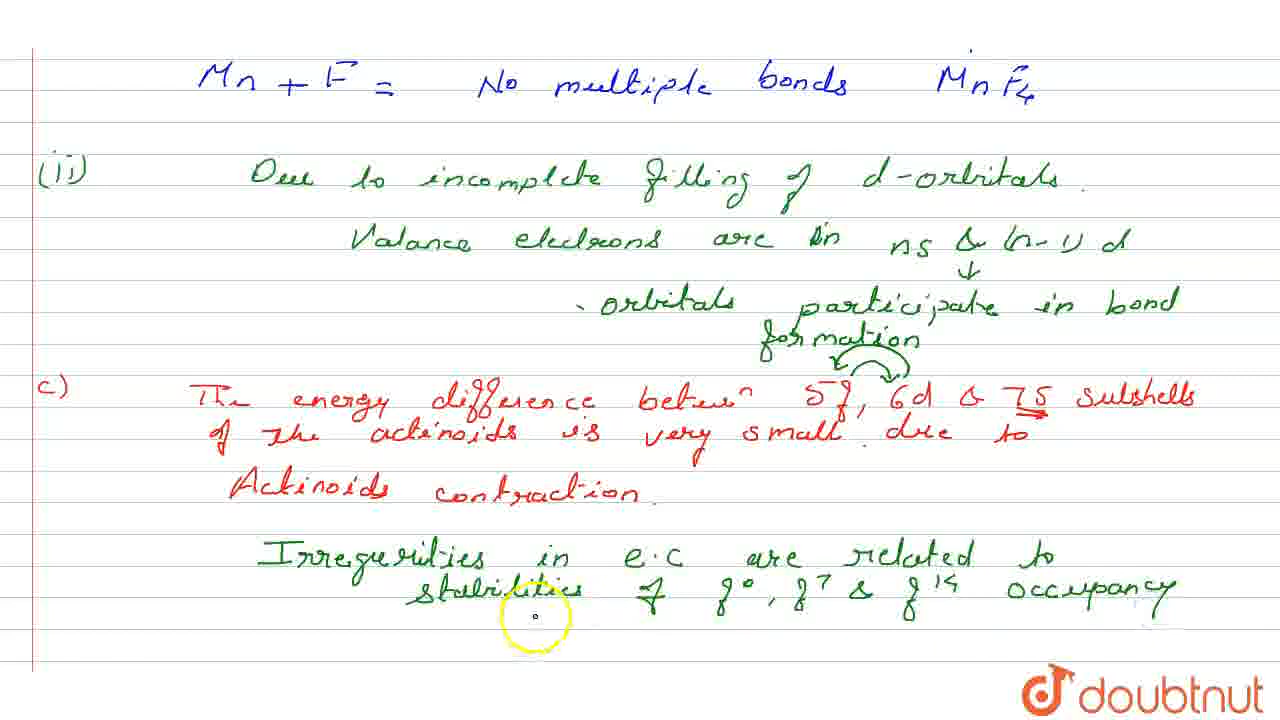 Mn + F = No multiple bonds MnF₄
(ii) Due to incomplete filling of d-orbitals.
Valance electrons are in ns & (n-1) d
orbitals participate in bond
formation
c) The energy difference betweⁿ 5f, 6d & 7s subshells
of the actinoids is very small due to
Actinoids contraction.
Irregurities in e.c are related to
stabilities of f⁰, f⁷ & f¹⁴ occupancy
doubtnut